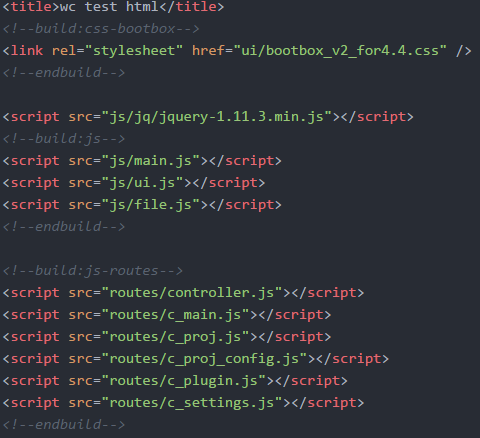 <title>wc test html</title>
<!--build:css-bootbox-->
<link rel="stylesheet" href="ui/bootbox_v2_for4.4.css" />
<!--endbuild-->
<script src="js/jq/jquery-1.11.3.min.js"></script>
<!--build:js-->
<script src="js/main.js"></script>
<script src="js/ui.js"></script>
<script src="js/file.js"></script>
<!--endbuild-->
<!--build:js-routes-->
<script src="routes/controller.js"></script>
<script src="routes/c_main.js"></script>
<script src="routes/c_proj.js"></script>
<script src="routes/c_proj_config.js"></script>
<script src="routes/c_plugin.js"></script>
<script src="routes/c_settings.js"></script>
<!--endbuild-->